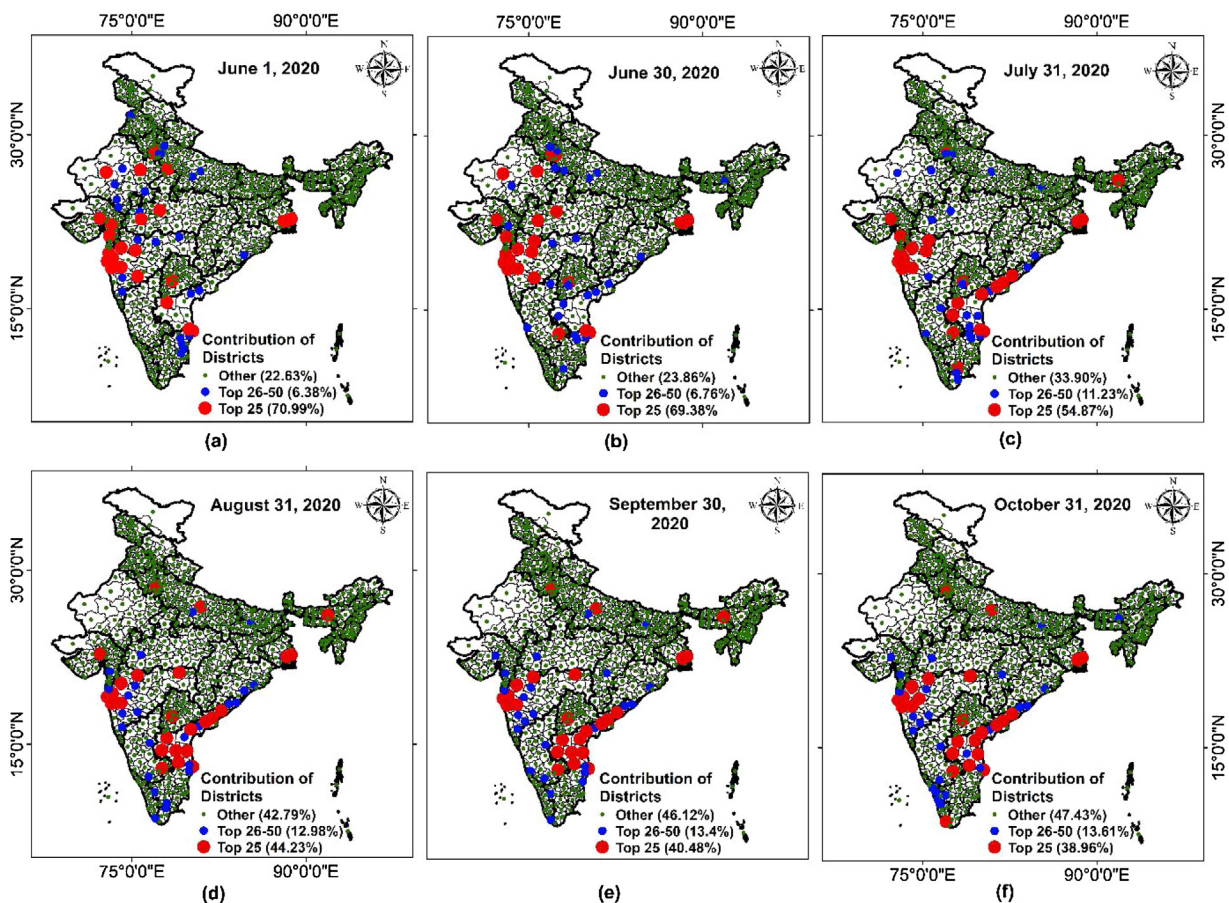 75°0'0"E 90°0'0"E 75°0'0"E 90°0'0"E 75°0'0"E 90°0'0"E
30°0'0"N
15°0'0"N
June 1, 2020
N
W E
S
Contribution of
Districts
Other (22.63%)
Top 26-50 (6.38%)
Top 25 (70.99%)
(a)
June 30, 2020
N
W E
S
Contribution of
Districts
Other (23.86%)
Top 26-50 (6.76%)
Top 25 (69.38%
(b)
July 31, 2020
N
W E
S
Contribution of
Districts
Other (33.90%)
Top 26-50 (11.23%)
Top 25 (54.87%
(c)
30°0'0"N
15°0'0"N
30°0'0"N
15°0'0"N
August 31, 2020
N
W E
S
Contribution of
Districts
Other (42.79%)
Top 26-50 (12.98%)
Top 25 (44.23%
(d)
September 30,
2020
N
W E
S
Contribution of
Districts
Other (46.12%)
Top 26-50 (13.4%)
Top 25 (40.48%
(e)
October 31, 2020
N
W E
S
Contribution of
Districts
Other (47.43%)
Top 26-50 (13.61%)
Top 25 (38.96%
(f)
30°0'0"N
15°0'0"N
75°0'0"E 90°0'0"E 75°0'0"E 90°0'0"E 75°0'0"E 90°0'0"E